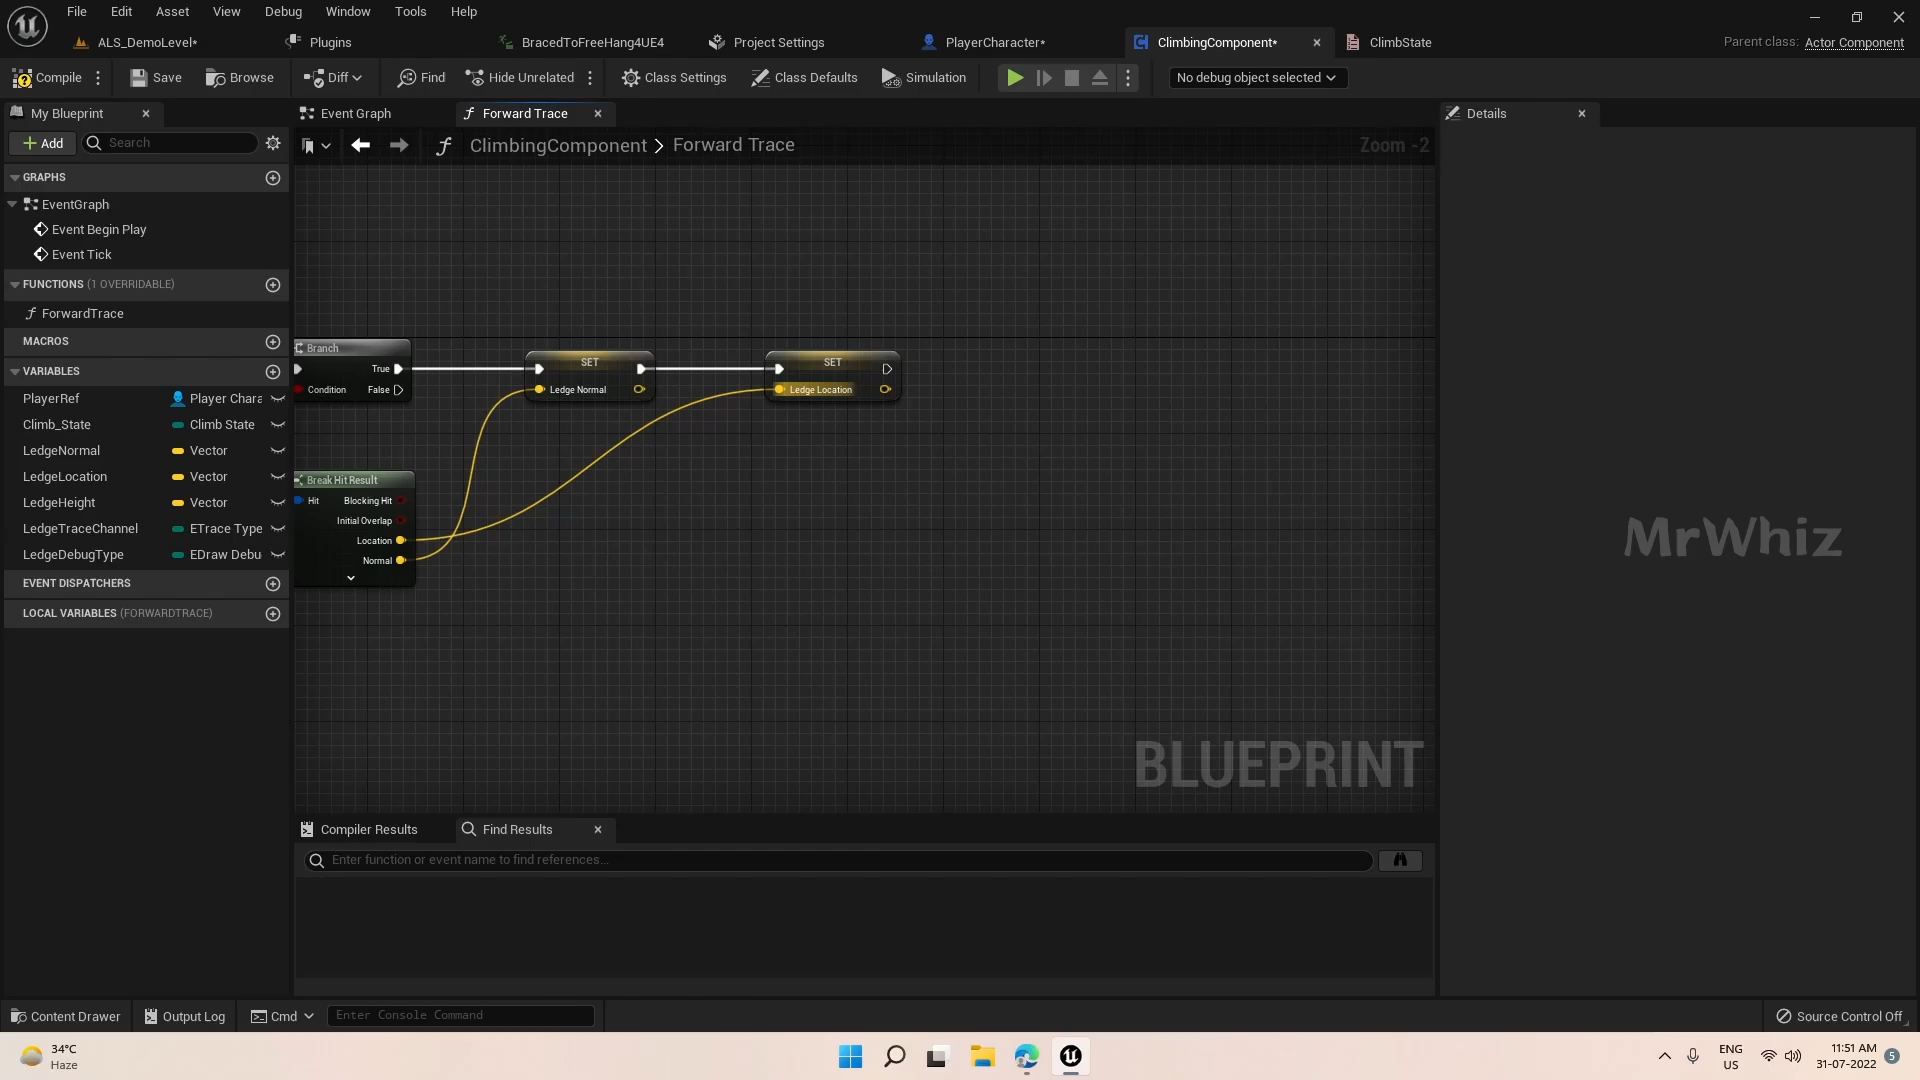 File
Edit
Asset
View
Debug
Window
Tools
Help
ALS_DemoLevel*
Plugins
BracedToFreeHang4UE4
Project Settings
PlayerCharacter*
ClimbingComponent*
ClimbState
Parent class: Actor Component
Compile
Save
Browse
Diff
Find
Hide Unrelated
Class Settings
Class Defaults
Simulation
No debug object selected
My Blueprint
Event Graph
Forward Trace
Details
Add
Search
ClimbingComponent > Forward Trace
Zoom -2
GRAPHS
EventGraph
Event Begin Play
Event Tick
FUNCTIONS (1 OVERRIDABLE)
ForwardTrace
MACROS
VARIABLES
PlayerRef Player Chara
Climb_State Climb State
LedgeNormal Vector
LedgeLocation Vector
LedgeHeight Vector
LedgeTraceChannel ETrace Type
LedgeDebugType EDraw Debu
EVENT DISPATCHERS
LOCAL VARIABLES (FORWARDTRACE)
Branch
True
Condition False
SET
Ledge Normal
SET
Ledge Location
Break Hit Result
Hit Blocking Hit
Initial Overlap
Location
Normal
MrWhiz
BLUEPRINT
Compiler Results
Find Results
Enter function or event name to find references...
Content Drawer
Output Log
Cmd
Enter Console Command
Source Control Off
34°C
Haze
ENG
US
11:51 AM
31-07-2022
5